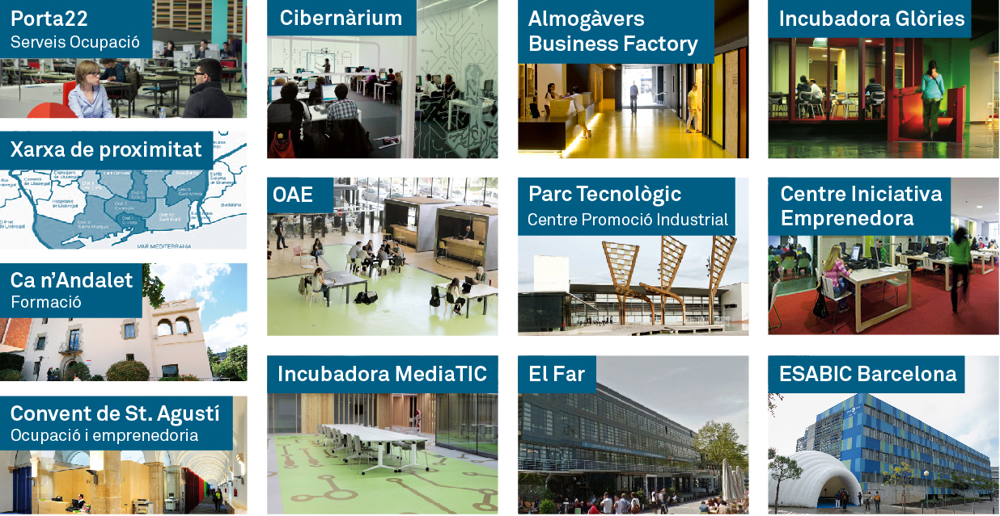 Porta22
Serveis Ocupació
Cibernàrium
Almogàvers
Business Factory
Incubadora Glòries
Xarxa de proximitat
MAR MEDITERRANIA
OAE
Parc Tecnològic
Centre Promoció Industrial
Centre Iniciativa
Emprenedora
Ca n’Andalet
Formació
Incubadora MediaTIC
El Far
ESABIC Barcelona
Convent de St. Agustí
Ocupació i emprenedoria